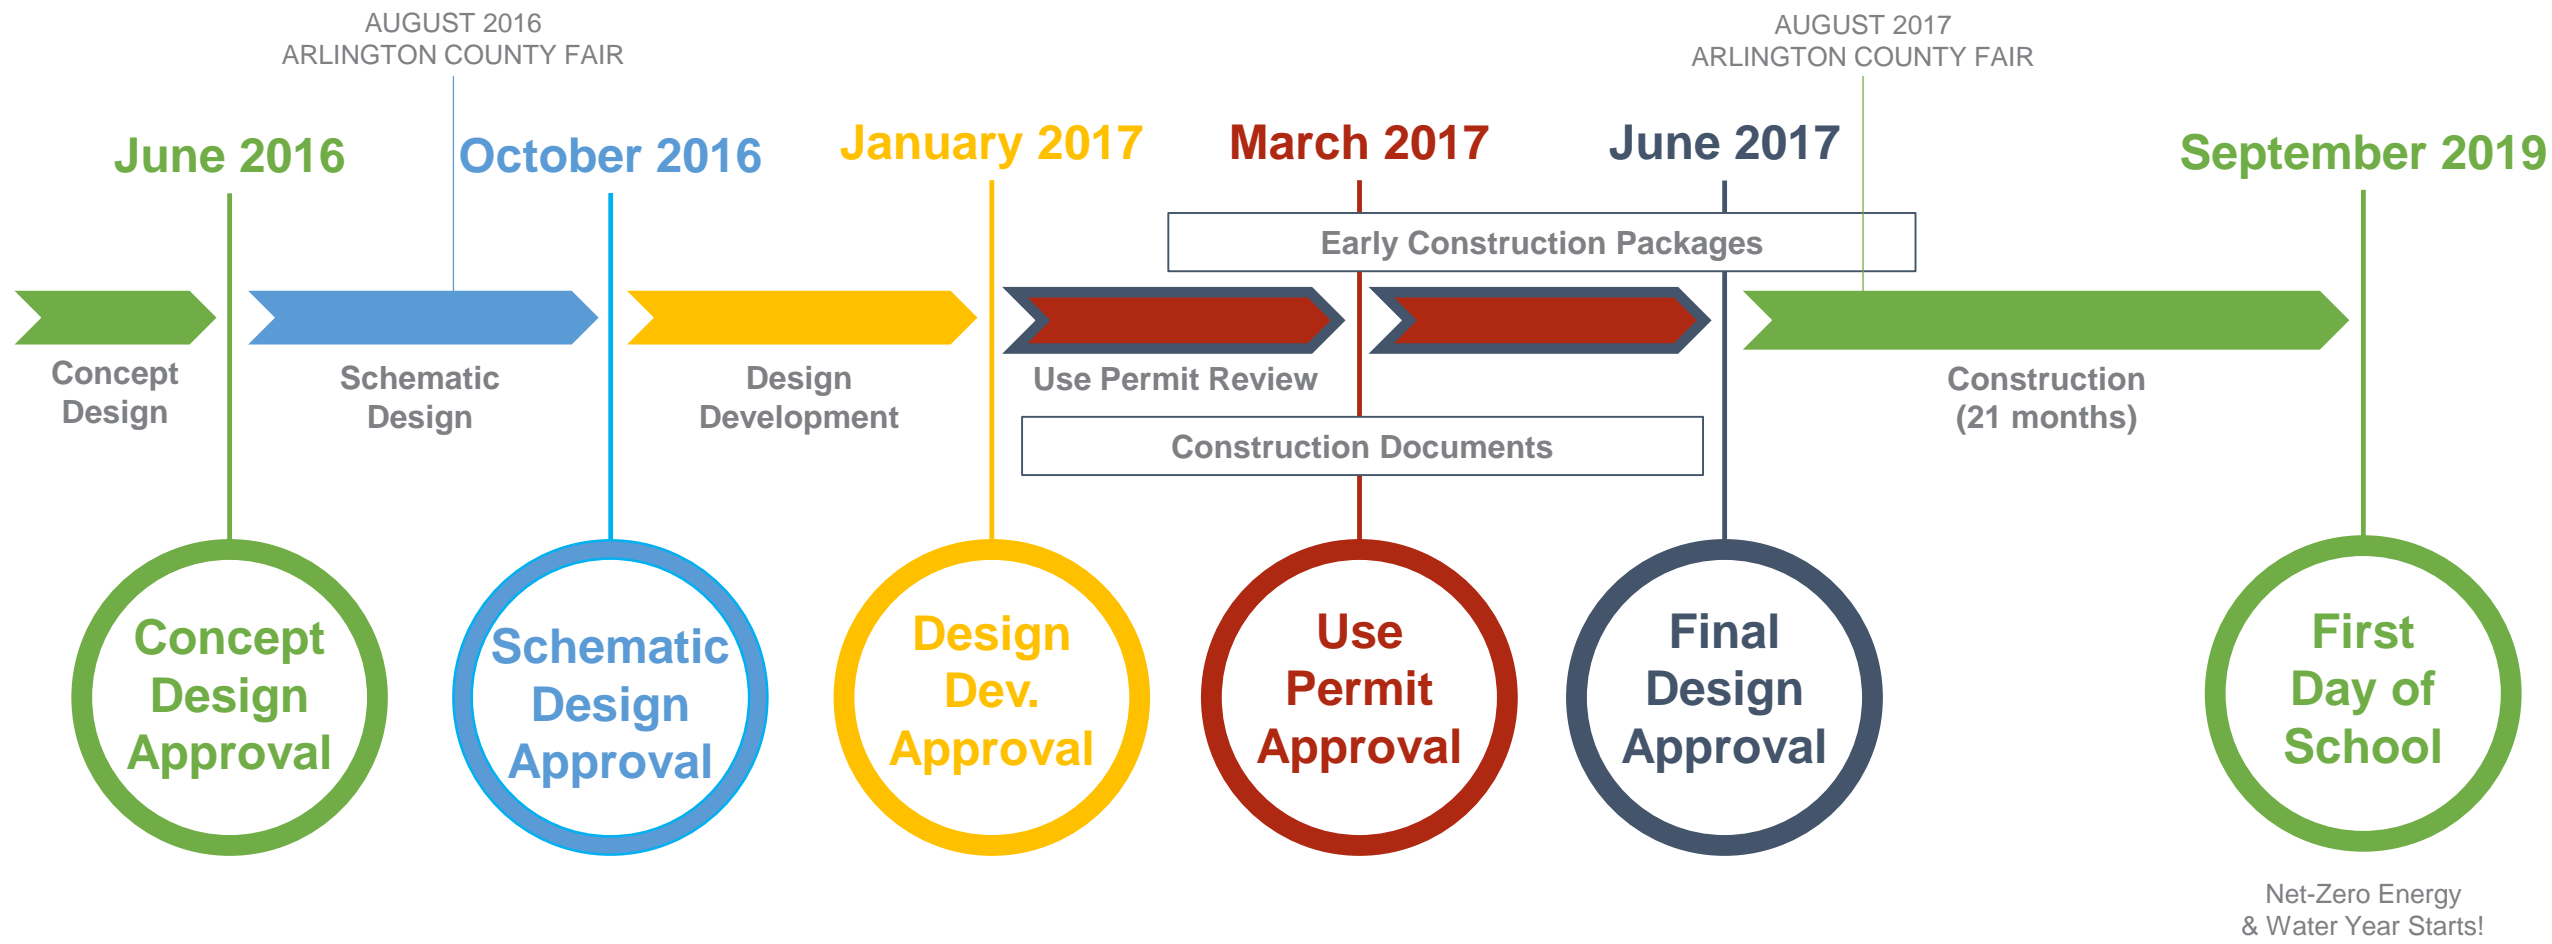 AUGUST 2016
ARLINGTON COUNTY FAIR
AUGUST 2017
ARLINGTON COUNTY FAIR
June 2016
October 2016
January 2017
March 2017
June 2017
September 2019
Early Construction Packages
Concept
Design
Schematic
Design
Design
Development
Use Permit Review
Construction
(21 months)
Construction Documents
Concept
Design
Approval
Schematic
Design
Approval
Design
Dev.
Approval
Use
Permit
Approval
Final
Design
Approval
First
Day of
School
Net-Zero Energy
& Water Year Starts!